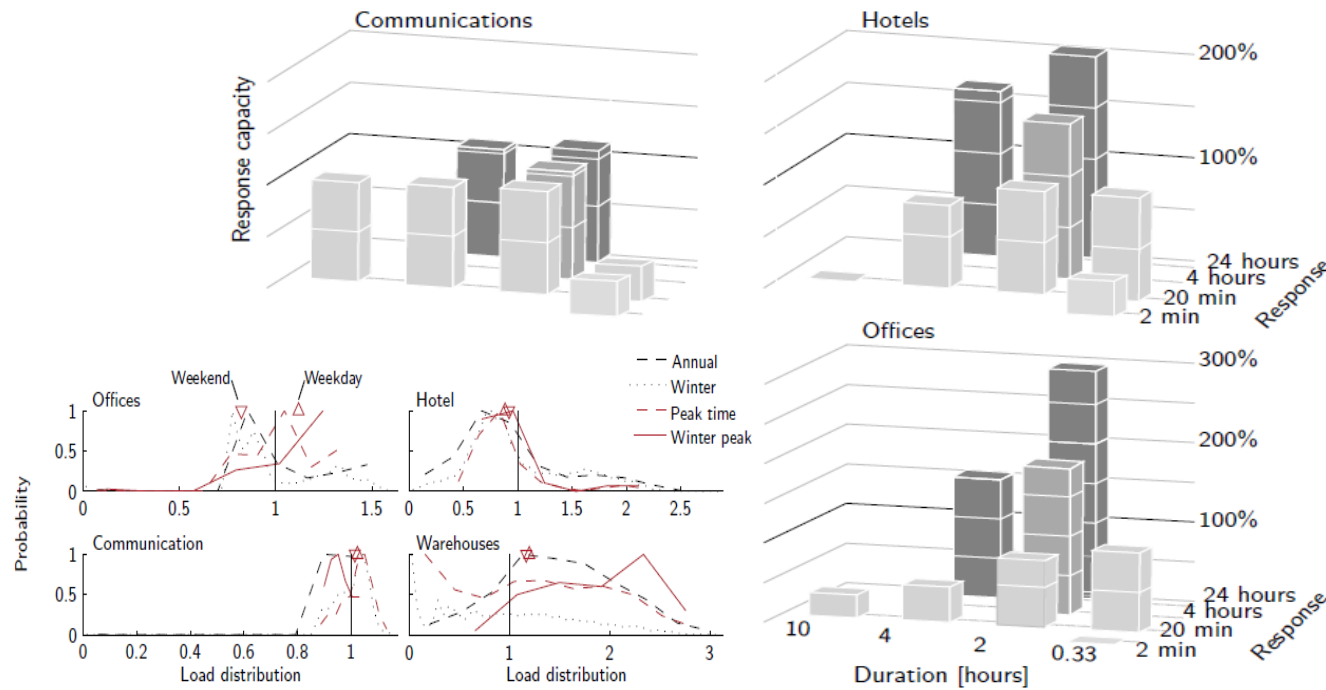 Communications
Hotels
Response capacity
200%
100%
24 hours
4 hours
20 min
2 min
Response
Offices
300%
200%
100%
24 hours
4 hours
20 min
2 min
Response
10
4
2
0.33
Duration [hours]
Weekend
Weekday
Annual
Winter
Peak time
Winter peak
Offices
1
0.5
0
0
0.5
1
1.5
Hotel
1
0.5
0
0
0.5
1
1.5
2
2.5
Probability
Communication
1
0.5
0
0
0.2
0.4
0.6
0.8
1
Load distribution
Warehouses
1
0.5
0
0
1
2
3
Load distribution